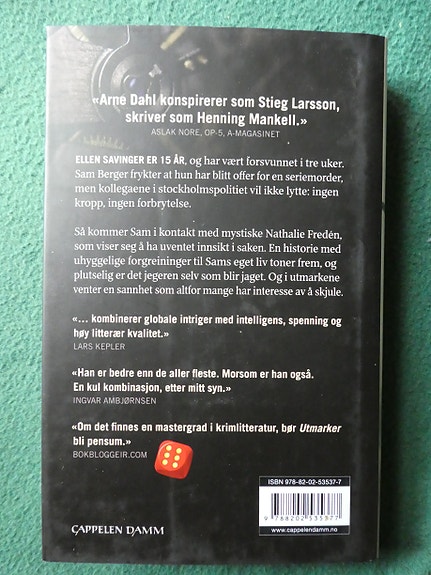 «Arne Dahl konspirerer som Stieg Larsson,
skriver som Henning Mankell.»
ASLAK NORE, OP-5, A-MAGASINET
ELLEN SAVINGER ER 15 ÅR, og har vært forsvunnet i tre uker.
Sam Berger frykter at hun har blitt offer for en seriemorder,
men kollegaene i stockholmspolitiet vil ikke lytte: ingen
kropp, ingen forbrytelse.
Så kommer Sam i kontakt med mystiske Nathalie Fredén,
som viser seg å ha uventet innsikt i saken. En historie med
uhyggelige forgreininger til Sams eget liv toner frem, og
plutselig er det jegeren selv som blir jaget. Og i utmarkene
venter en sannhet som altfor mange har interesse av å skjule.
«... kombinerer globale intriger med intelligens, spenning og
høy litterær kvalitet.»
LARS KEPLER
«Han er bedre enn de aller fleste. Morsom er han også.
En kul kombinasjon, etter mitt syn.»
INGVAR AMBJØRNSEN
«Om det finnes en mastergrad i krimlitteratur, bør Utmarker
bli pensum.»
BOKBLOGGEIR.COM
ISBN 978-82-02-53537-7
9 788202 535377
www.cappelendamm.no
CAPPELEN DAMM